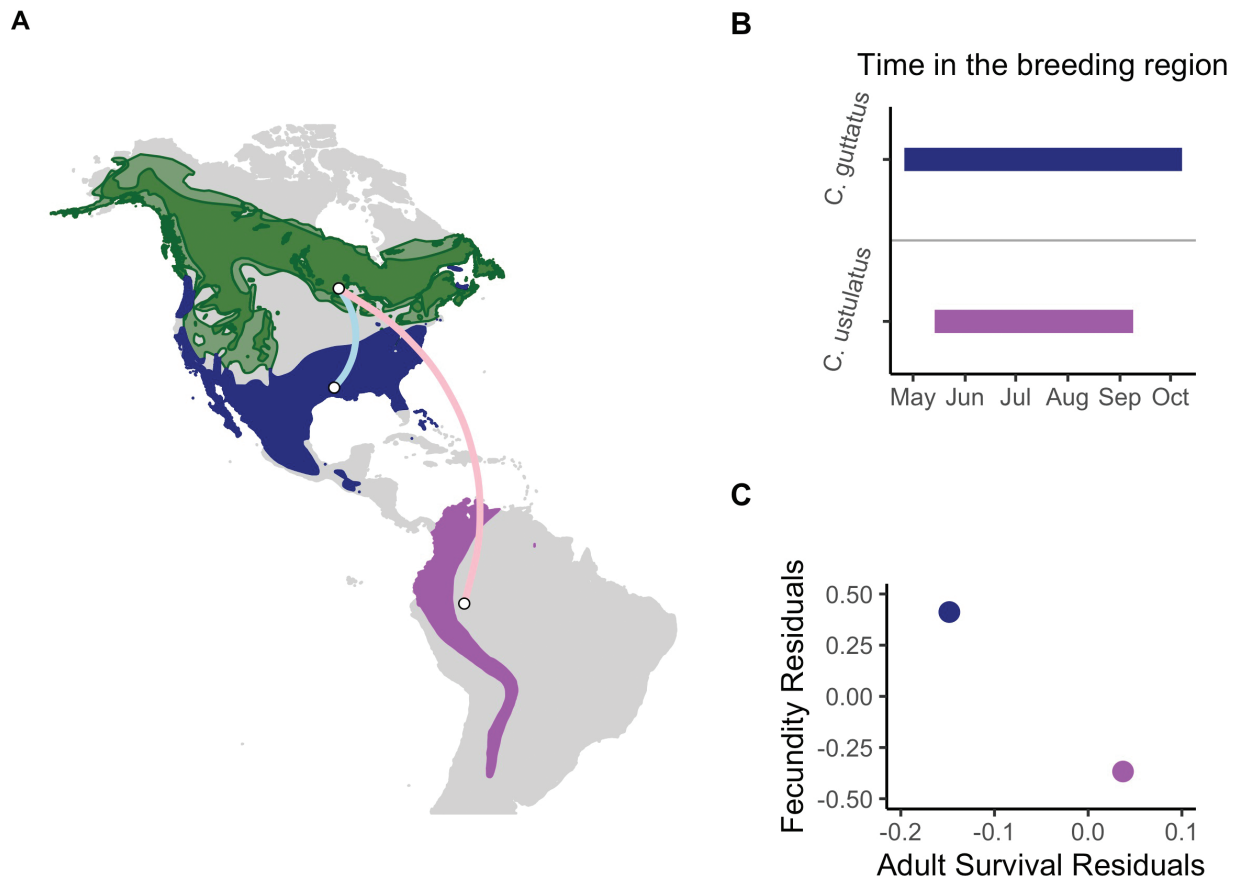 A
B
Time in the breeding region
C. guttatus
C. ustulatus
May Jun Jul Aug Sep Oct
C
Fecundity Residuals
0.50
0.25
0.00
-0.25
-0.50
-0.2 -0.1 0.0 0.1
Adult Survival Residuals